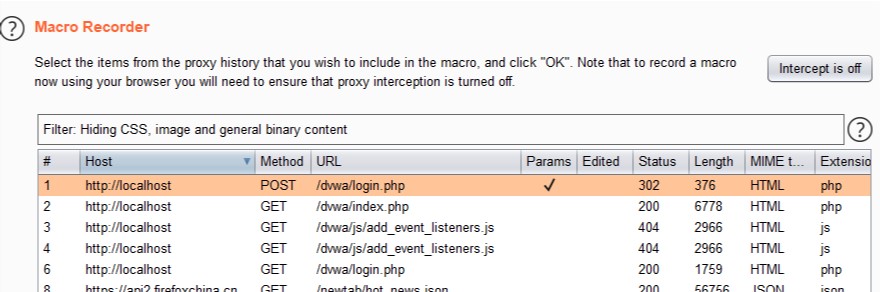 ? Macro Recorder
Select the items from the proxy history that you wish to include in the macro, and click "OK". Note that to record a macro
now using your browser you will need to ensure that proxy interception is turned off.
Intercept is off
Filter: Hiding CSS, image and general binary content ?
# Host Method URL Params Edited Status Length MIME t... Extensio
1 http://localhost POST /dvwa/login.php ✓ 302 376 HTML php
2 http://localhost GET /dvwa/index.php 200 6778 HTML php
3 http://localhost GET /dvwa/js/add_event_listeners.js 404 2966 HTML js
4 http://localhost GET /dvwa/js/add_event_listeners.js 404 2966 HTML js
6 http://localhost GET /dvwa/login.php 200 1759 HTML php
8 https://api2.firefoxchina.cn GET /newtab/hot_news.json 200 56756 JSON json